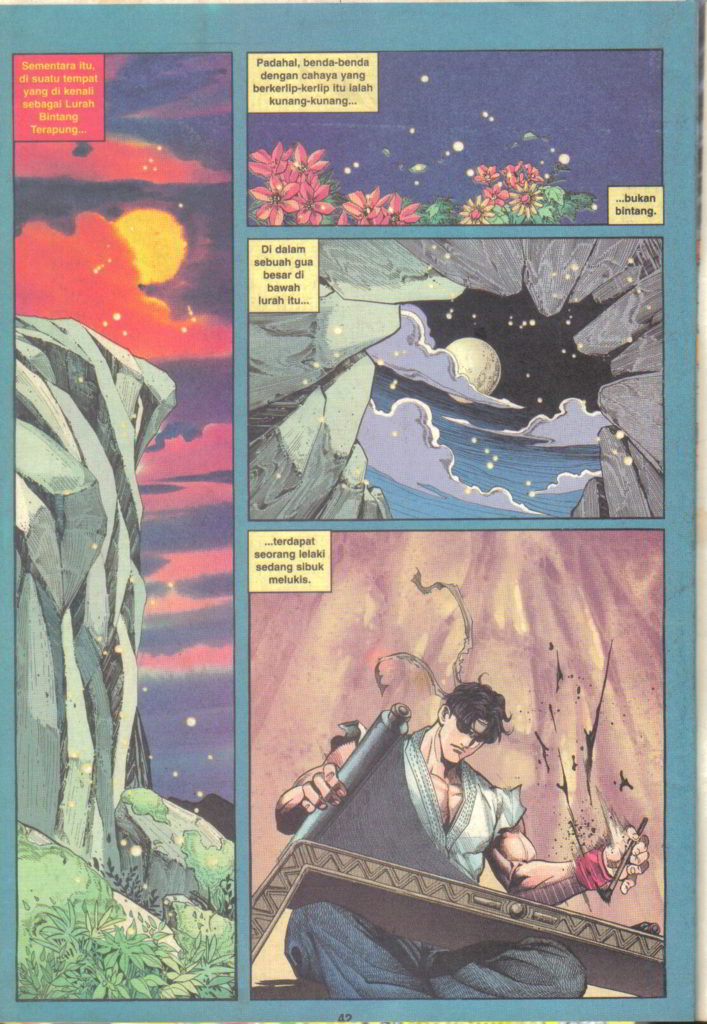 Sementara itu,
di suatu tempat
yang di kenali
sebagai Lurah
Bintang
Terapung...
Padahal, benda-benda
dengan cahaya yang
berkerlip-kerlip itu ialah
kunang-kunang...
...bukan
bintang.
Di dalam
sebuah gua
besar di
bawah
lurah itu...
...terdapat
seorang lelaki
sedang sibuk
melukis.
42